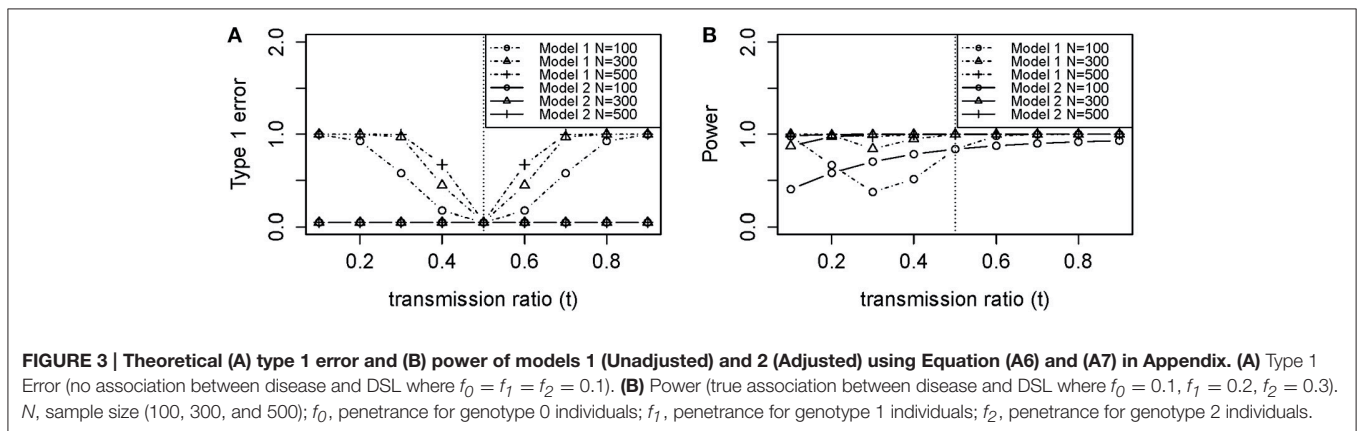 A
Type 1 error
2.0
1.0
0.0
Model 1 N=100
Model 1 N=300
Model 1 N=500
Model 2 N=100
Model 2 N=300
Model 2 N=500
0.2 0.4 0.6 0.8
transmission ratio (t)
B
Power
2.0
1.0
0.0
Model 1 N=100
Model 1 N=300
Model 1 N=500
Model 2 N=100
Model 2 N=300
Model 2 N=500
0.2 0.4 0.6 0.8
transmission ratio (t)
FIGURE 3 | Theoretical (A) type 1 error and (B) power of models 1 (Unadjusted) and 2 (Adjusted) using Equation (A6) and (A7) in Appendix. (A) Type 1
Error (no association between disease and DSL where f₀ = f₁ = f₂ = 0.1). (B) Power (true association between disease and DSL where f₀ = 0.1, f₁ = 0.2, f₂ = 0.3).
N, sample size (100, 300, and 500); f₀, penetrance for genotype 0 individuals; f₁, penetrance for genotype 1 individuals; f₂, penetrance for genotype 2 individuals.